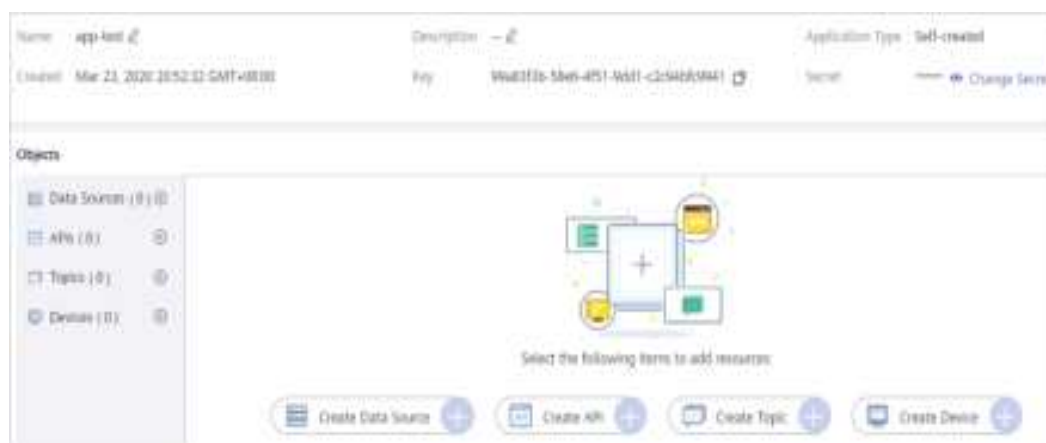 Name app-test Description -- Application Type Self-created
Created Mar 23, 2020 20:52:32 GMT+08:00 Key Secret Change Secre
Objects
Data Sources ( 0 )
APIs ( 0 )
Topics ( 0 )
Devices ( 0 )
Select the following items to add resources
Create Data Source Create API Create Topic Create Device